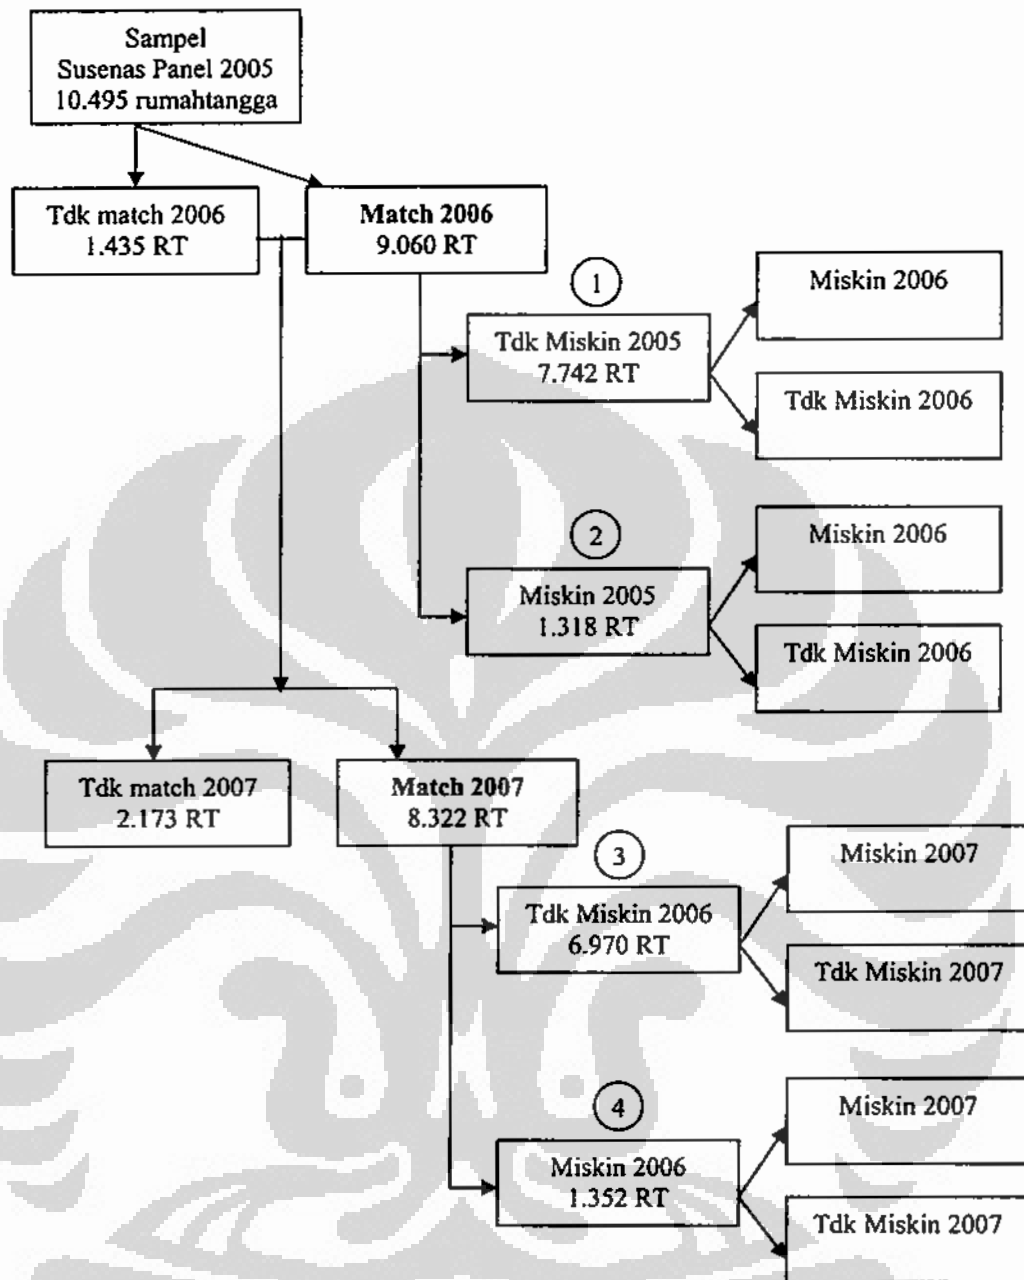 Sampel
Susenas Panel 2005
10.495 rumahtangga
Tdk match 2006
1.435 RT
Match 2006
9.060 RT
1
Tdk Miskin 2005
7.742 RT
Miskin 2006
Tdk Miskin 2006
2
Miskin 2005
1.318 RT
Miskin 2006
Tdk Miskin 2006
Tdk match 2007
2.173 RT
Match 2007
8.322 RT
3
Tdk Miskin 2006
6.970 RT
Miskin 2007
Tdk Miskin 2007
4
Miskin 2006
1.352 RT
Miskin 2007
Tdk Miskin 2007